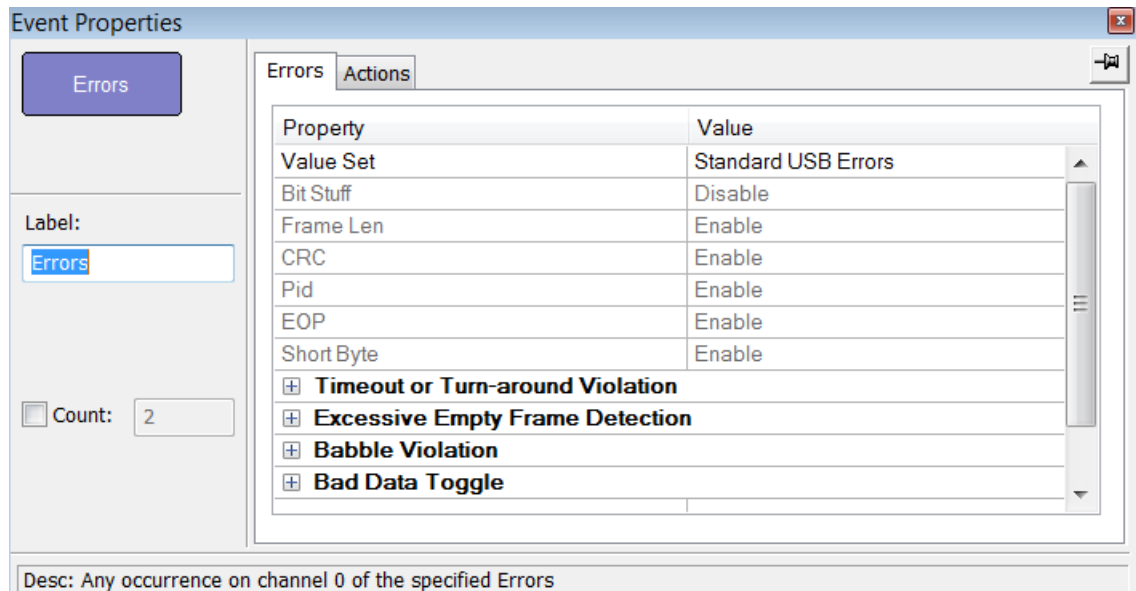 Event Properties
Errors
Label:
Errors
Count: 2
Errors Actions
Property Value
Value Set Standard USB Errors
Bit Stuff Disable
Frame Len Enable
CRC Enable
Pid Enable
EOP Enable
Short Byte Enable
Timeout or Turn-around Violation
Excessive Empty Frame Detection
Babble Violation
Bad Data Toggle
Desc: Any occurrence on channel 0 of the specified Errors